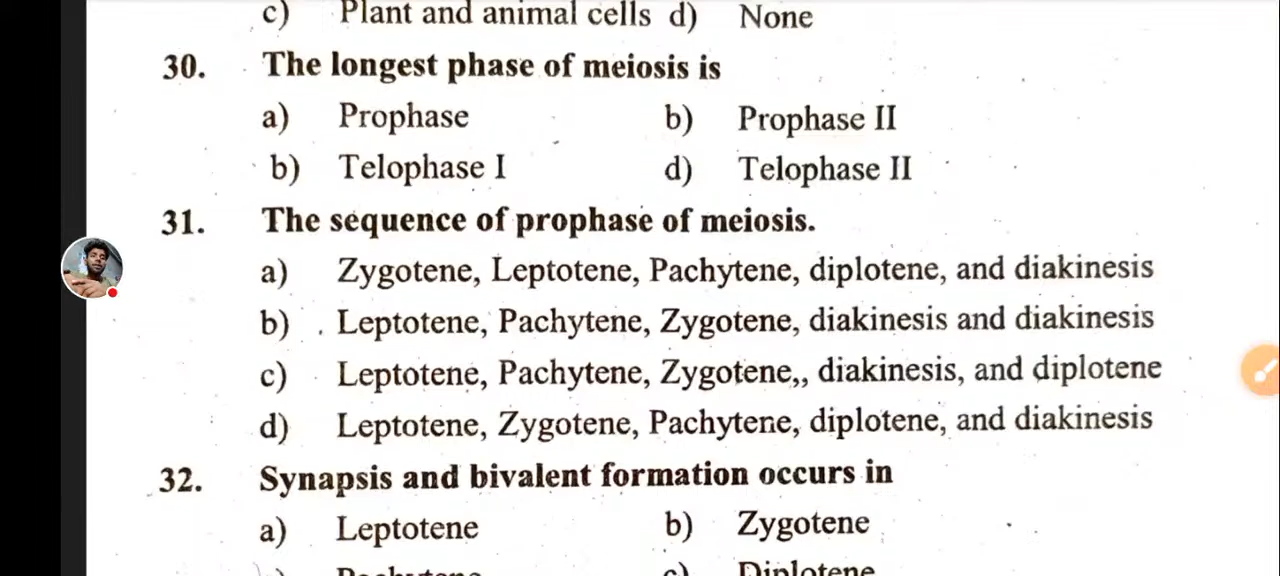 c) Plant and animal cells d) None
30. The longest phase of meiosis is
a) Prophase b) Prophase II
b) Telophase I d) Telophase II
31. The sequence of prophase of meiosis.
a) Zygotene, Leptotene, Pachytene, diplotene, and diakinesis
b) Leptotene, Pachytene, Zygotene, diakinesis and diakinesis
c) Leptotene, Pachytene, Zygotene,, diakinesis, and diplotene
d) Leptotene, Zygotene, Pachytene, diplotene, and diakinesis
32. Synapsis and bivalent formation occurs in
a) Leptotene b) Zygotene
Pachytene c) Diplotene